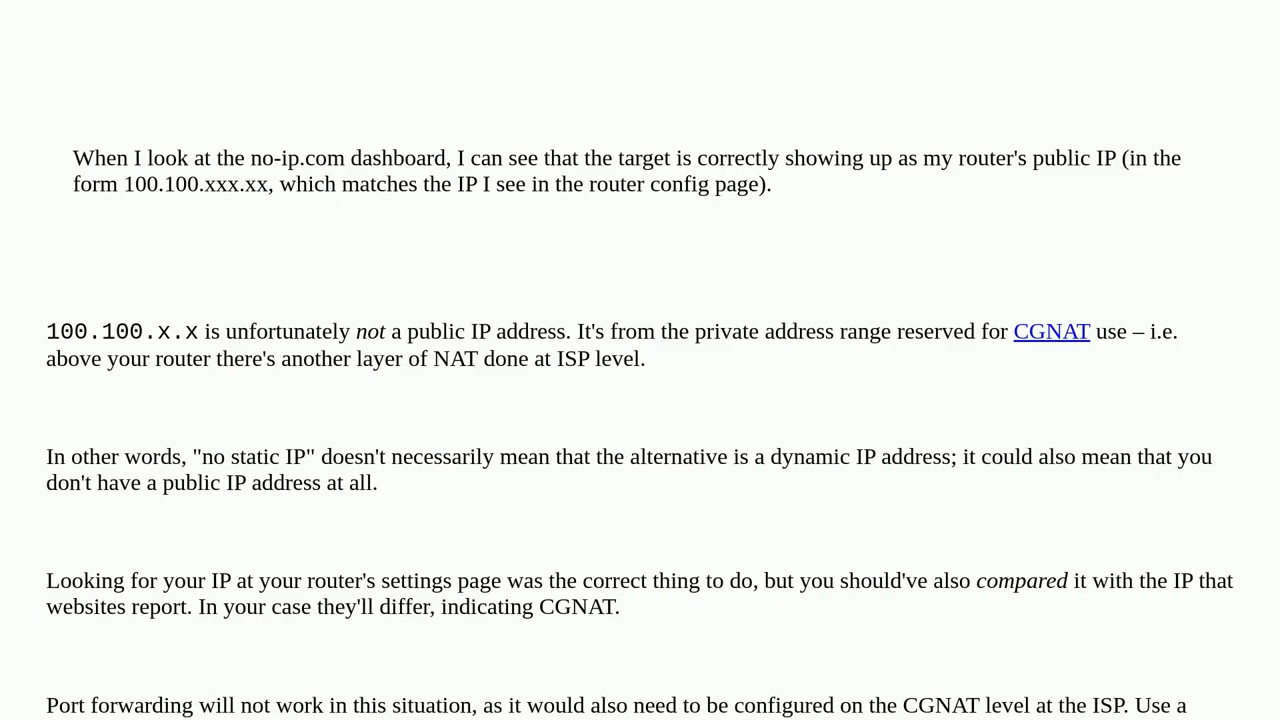 When I look at the no-ip.com dashboard, I can see that the target is correctly showing up as my router's public IP (in the
form 100.100.xxx.xx, which matches the IP I see in the router config page).
100.100.x.x is unfortunately not a public IP address. It's from the private address range reserved for CGNAT use – i.e.
above your router there's another layer of NAT done at ISP level.
In other words, "no static IP" doesn't necessarily mean that the alternative is a dynamic IP address; it could also mean that you
don't have a public IP address at all.
Looking for your IP at your router's settings page was the correct thing to do, but you should've also compared it with the IP that
websites report. In your case they'll differ, indicating CGNAT.
Port forwarding will not work in this situation, as it would also need to be configured on the CGNAT level at the ISP. Use a